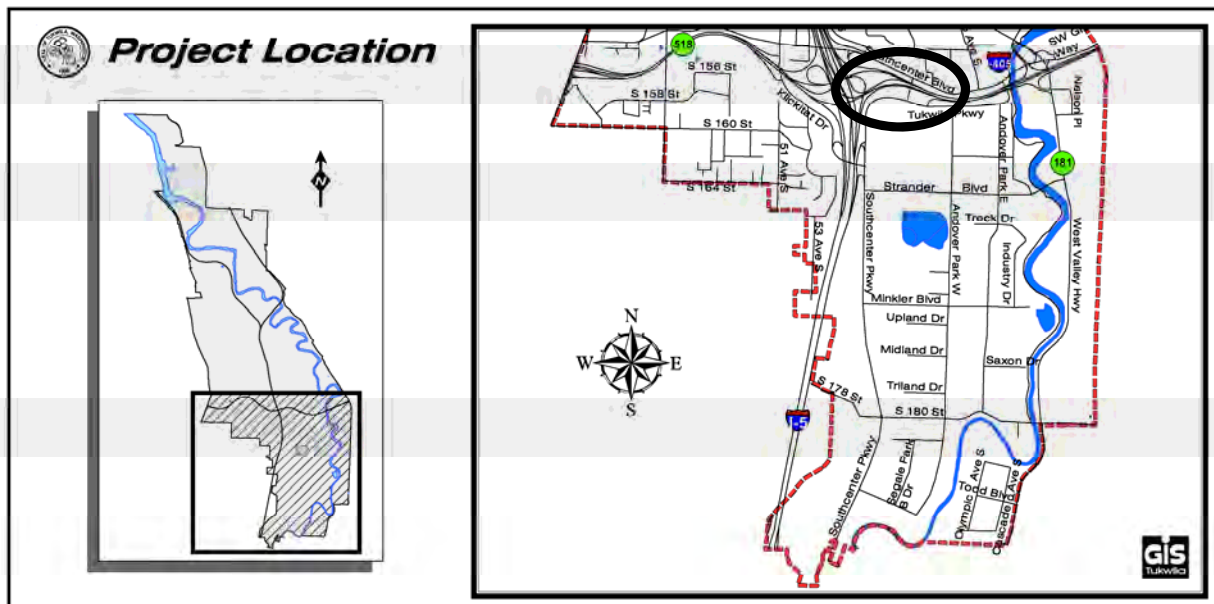 Project Location
N
518
S 156 St
S 158 St
S 160 St
S 164 St
Klickitat Dr
51 Ave S
53 Ave S
Southcenter Blvd
Ave S
I-405
SW Gr
Way
Nelson Pl
Tukwila Pkwy
181
Strander Blvd
Andover Park E
Andover Park W
Southcenter Pkwy
Treck Dr
Industry Dr
West Valley Hwy
Minkler Blvd
Upland Dr
Midland Dr
Saxon Dr
Triland Dr
S 178 St
S 180 St
I-5
Southcenter Pkwy
Segale Park
B Dr
Olympic Ave S
Todd Blvd
Cascade Ave S
N
W E
S
GIS
Tukwila